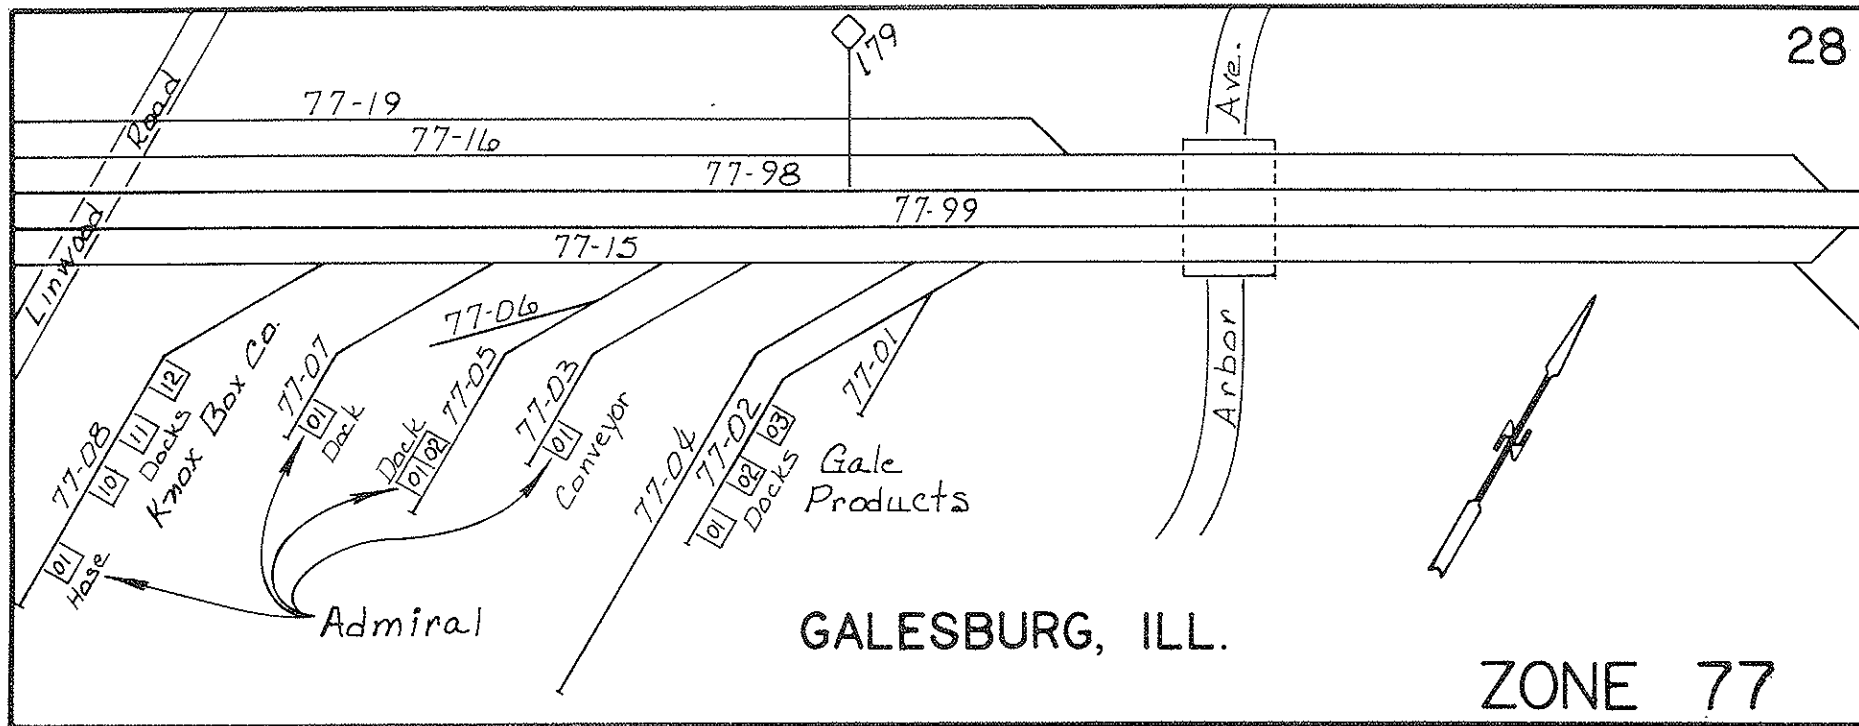 28
179
Ave.
77-19
Road
77-16
77-98
77-99
Linwood
77-15
77-06
77-08
10 11 12
Docks
Knox Box Co.
01
Hose
77-07
01
Dock
77-05
Dock
01 02
77-03
01
Conveyor
77-04
77-02
01 02 03
Docks
77-01
Gale
Products
Arbor
N
Admiral
GALESBURG, ILL.
ZONE 77